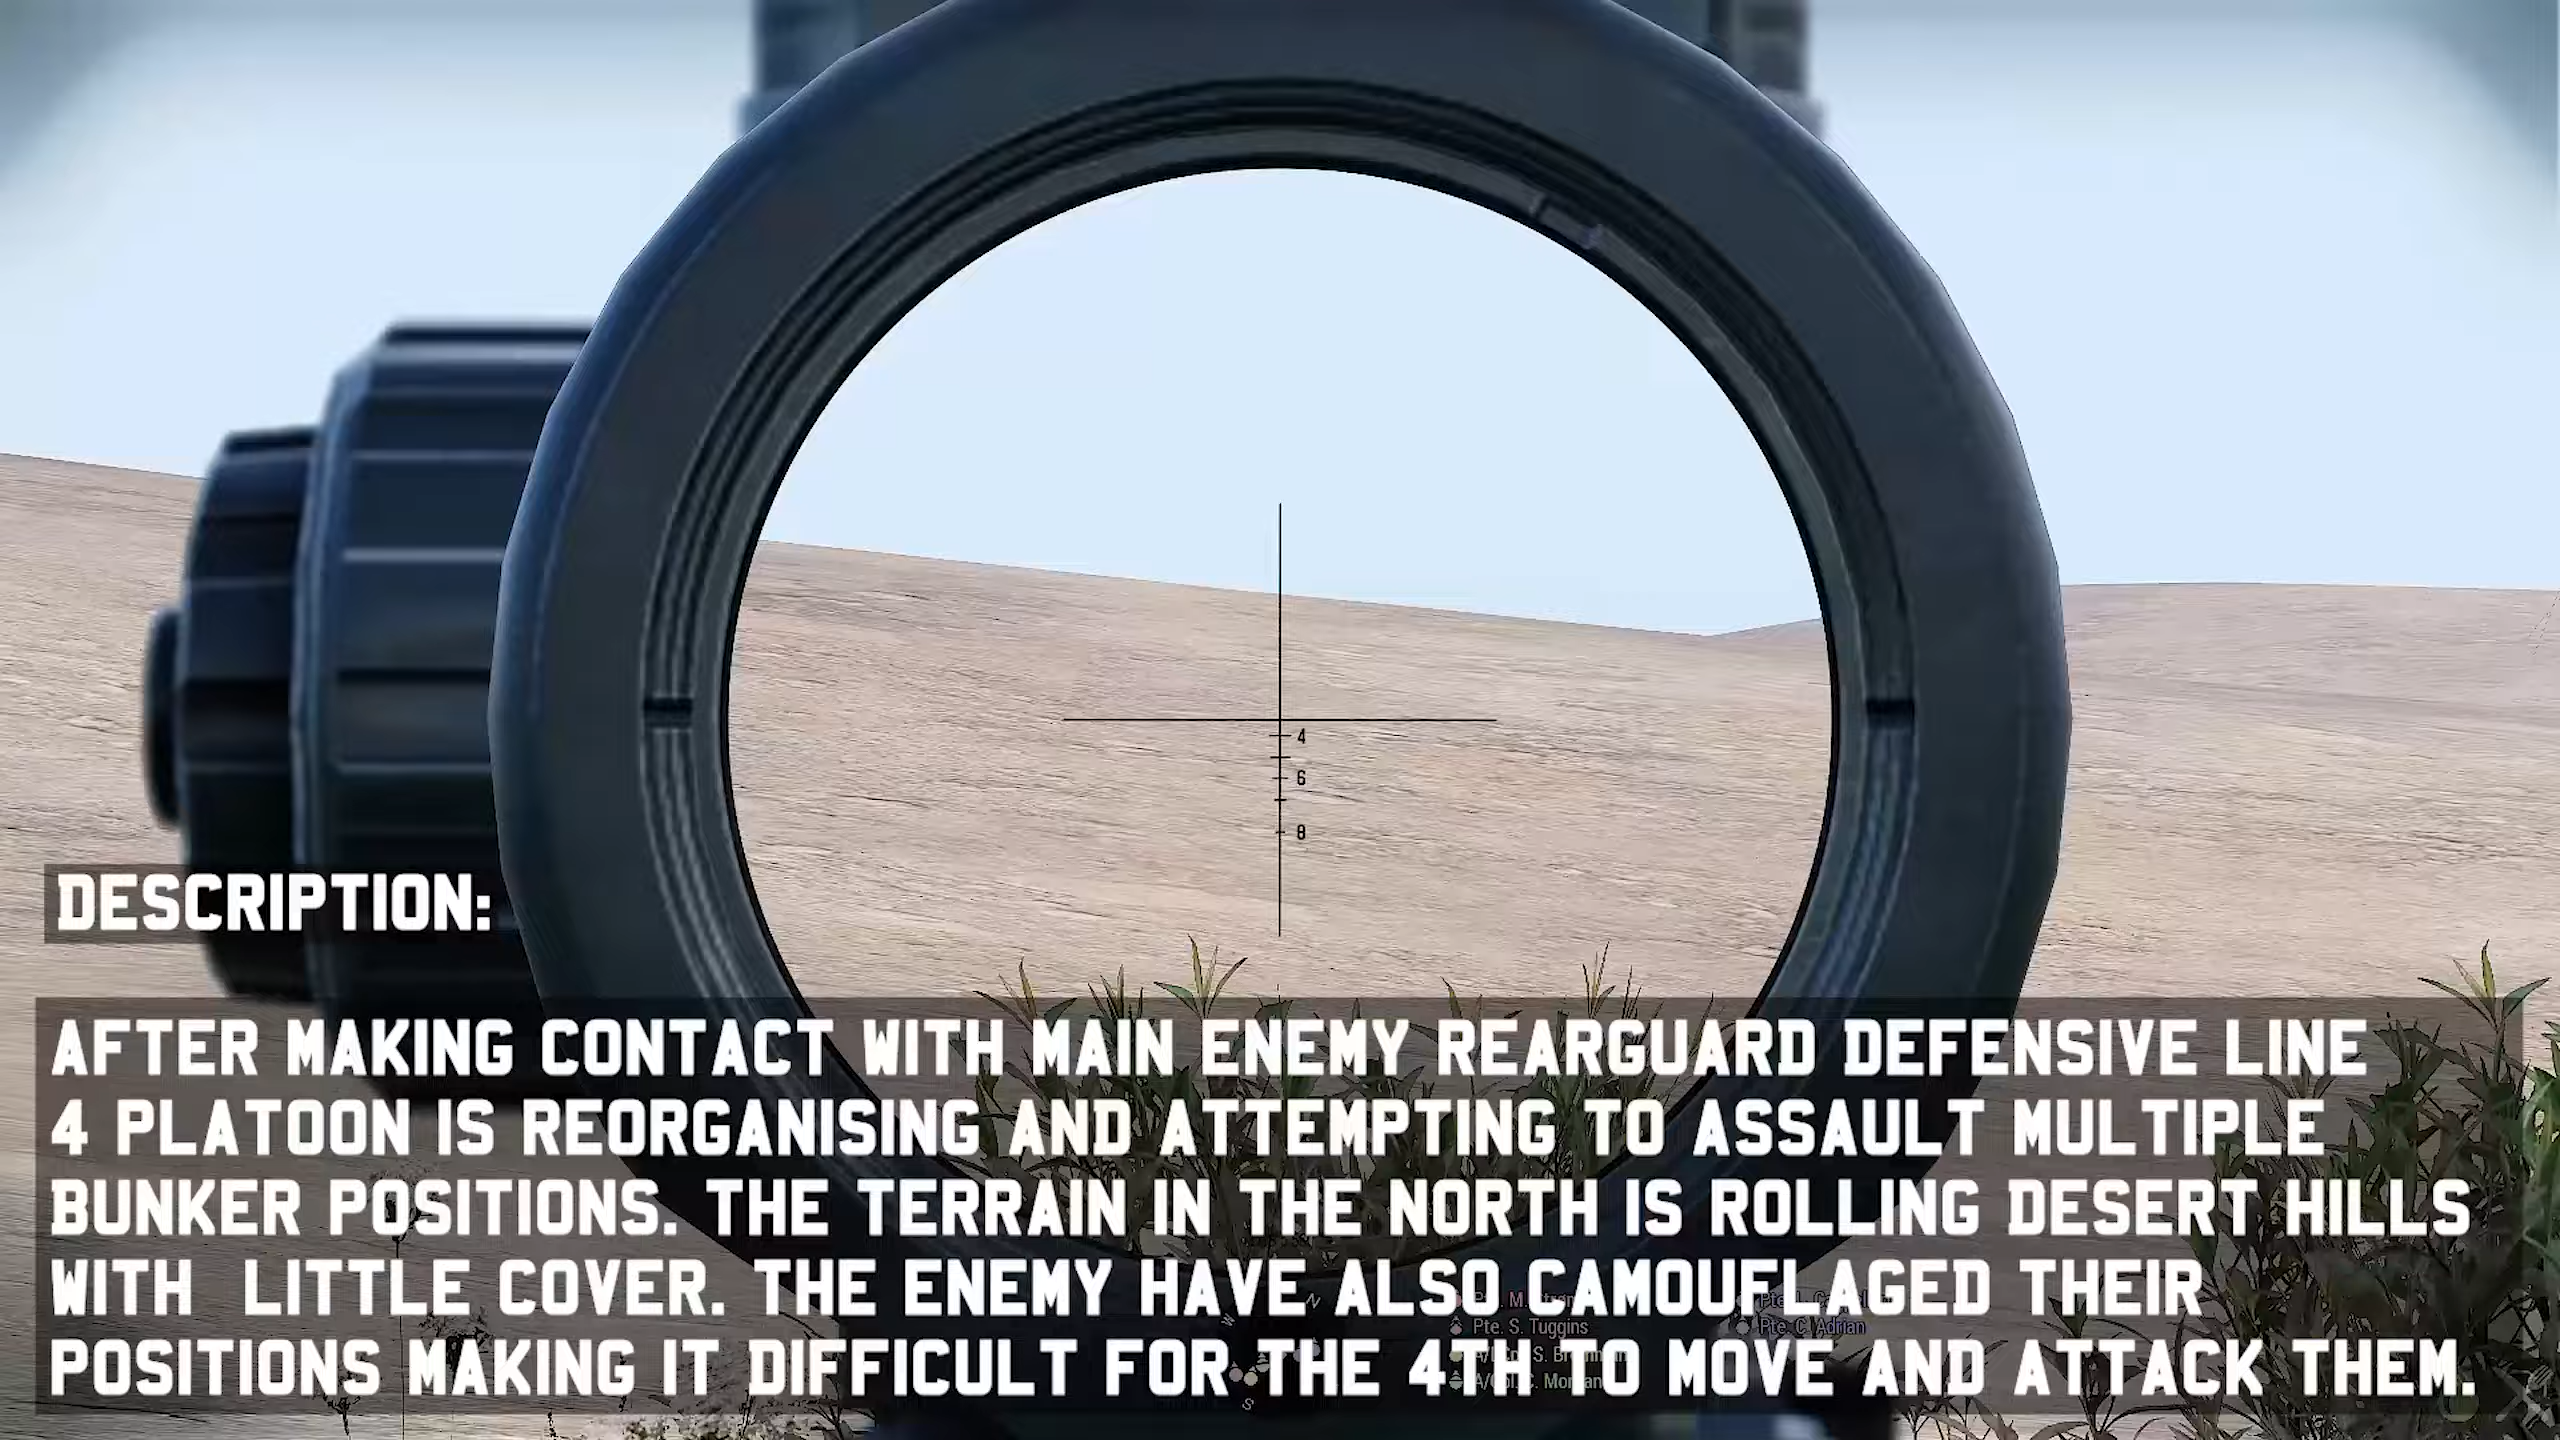 4
6
8
DESCRIPTION:
AFTER MAKING CONTACT WITH MAIN ENEMY REARGUARD DEFENSIVE LINE
4 PLATOON IS REORGANISING AND ATTEMPTING TO ASSAULT MULTIPLE
BUNKER POSITIONS. THE TERRAIN IN THE NORTH IS ROLLING DESERT HILLS
WITH LITTLE COVER. THE ENEMY HAVE ALSO CAMOUFLAGED THEIR
POSITIONS MAKING IT DIFFICULT FOR THE 4-1 TO MOVE AND ATTACK THEM.
N
W
S
Pte. S. Tuggins
Pte. C. Adrian